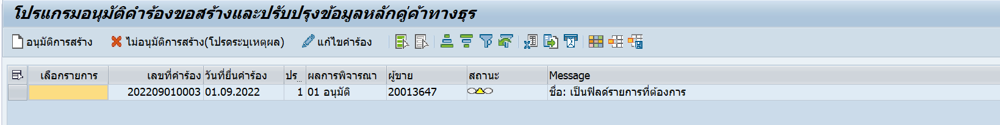 โปรแกรมอนุมัติคำร้องขอสร้างและปรับปรุงข้อมูลหลักคู่ค้าทางธุร
อนุมัติการสร้าง ไม่อนุมัติการสร้าง(โปรดระบุเหตุผล) แก้ไขคำร้อง
เลือกรายการ เลขที่คำร้อง วันที่ยื่นคำร้อง ปร... ผลการพิจารณา ผู้ขาย สถานะ Message
202209010003 01.09.2022 1 01 อนุมัติ 20013647 ชื่อ: เป็นฟิลด์รายการที่ต้องการ